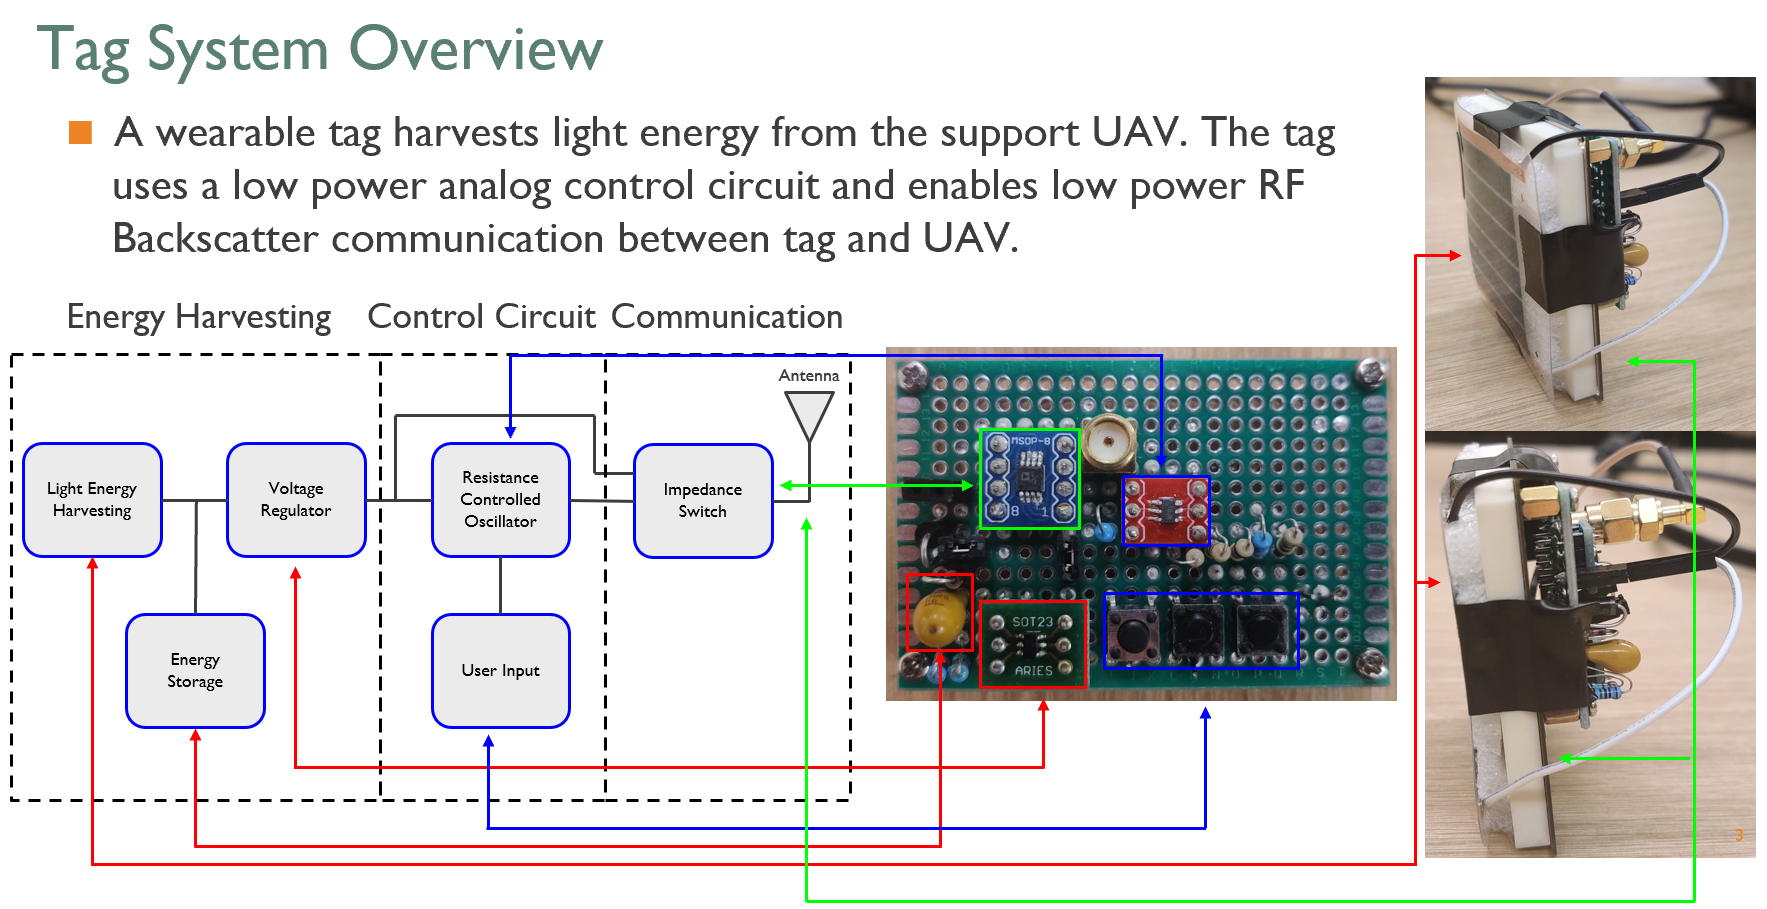 Tag System Overview
A wearable tag harvests light energy from the support UAV. The tag
uses a low power analog control circuit and enables low power RF
Backscatter communication between tag and UAV.
Energy Harvesting
Control Circuit
Communication
Antenna
Light Energy
Harvesting
Voltage
Regulator
Resistance
Controlled
Oscillator
Impedance
Switch
Energy
Storage
User Input
MSOP-8
8 1
SOT23
ARIES
3